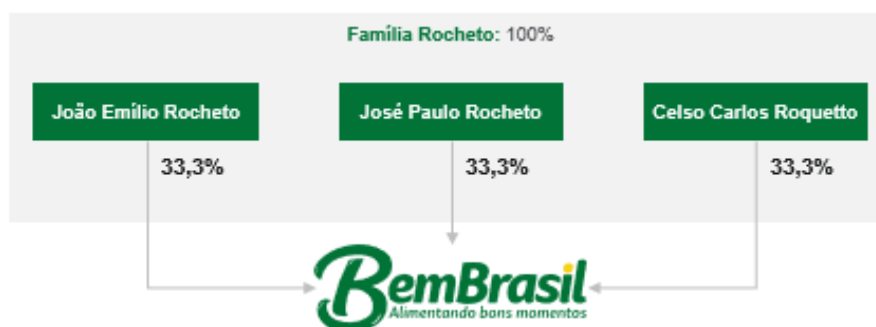 Família Rocheto: 100%
João Emílio Rocheto
José Paulo Rocheto
Celso Carlos Roquetto
33,3%
33,3%
33,3%
BemBrasil
Alimentando bons momentos